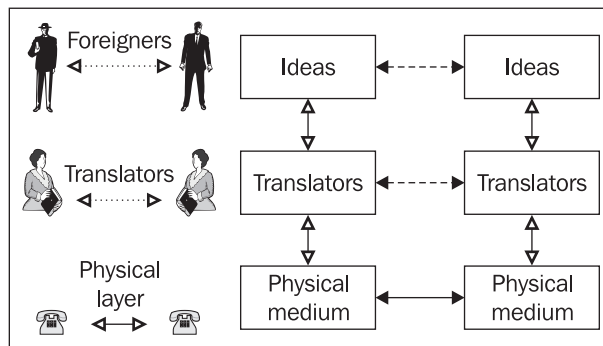 Foreigners
Ideas
Ideas
Translators
Translators
Translators
Physical
layer
Physical
medium
Physical
medium